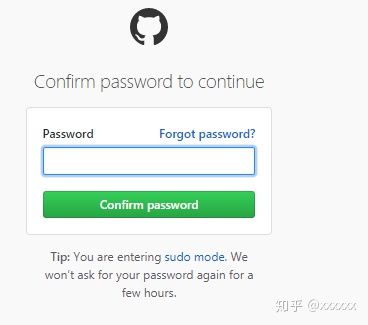 Confirm password to continue
Password Forgot password?
Confirm password
Tip: You are entering sudo mode. We
won't ask for your password again for a
few hours.
知乎 @xxxxxx